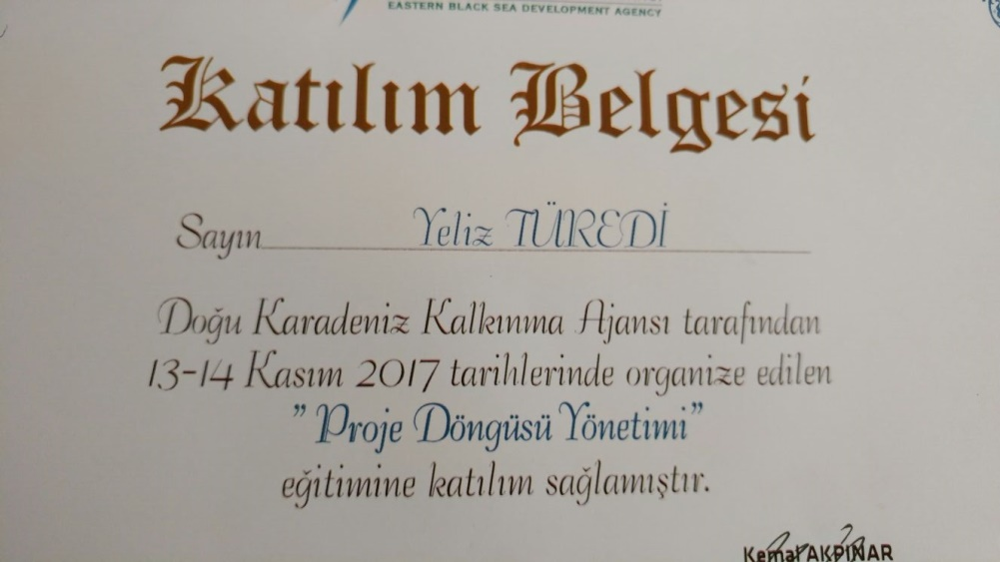 EASTERN BLACK SEA DEVELOPMENT AGENCY
Katılım Belgesi
Sayın Yeliz TÜREDİ
Doğu Karadeniz Kalkınma Ajansı tarafından
13-14 Kasım 2017 tarihlerinde organize edilen
" Proje Döngüsü Yönetimi"
eğitimine katılım sağlamıştır.
Kemal AKPINAR